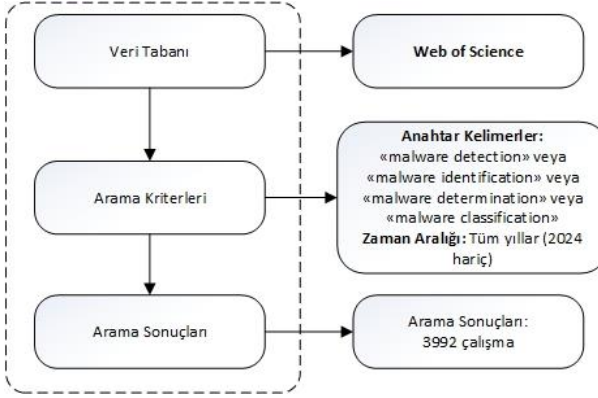 Veri Tabanı
Web of Science
Arama Kriterleri
Anahtar Kelimerler:
«malware detection» veya
«malware identification» veya
«malware determination» veya
«malware classification»
Zaman Aralığı: Tüm yıllar (2024
hariç)
Arama Sonuçları
Arama Sonuçları:
3992 çalışma